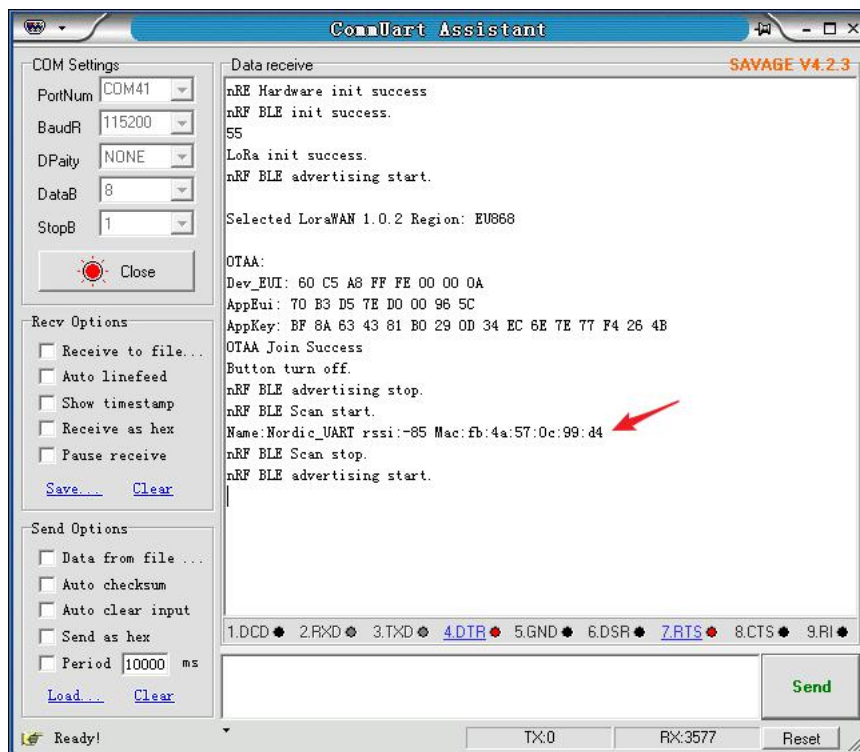 CommUart Assistant
COM Settings
PortNum COM41
BaudR 115200
DPaity NONE
DataB 8
StopB 1
Close
Recv Options
Receive to file...
Auto linefeed
Show timestamp
Receive as hex
Pause receive
Save... Clear
Send Options
Data from file ...
Auto checksum
Auto clear input
Send as hex
Period 10000 ms
Load... Clear
Data receive
SAVAGE V4.2.3
nRE Hardware init success
nRF BLE init success.
55
LoRa init success.
nRF BLE advertising start.
Selected LoraWAN 1.0.2 Region: EU868
OTAA:
Dev_EUI: 60 C5 A8 FF FE 00 00 0A
AppEui: 70 B3 D5 7E D0 00 96 5C
AppKey: BF 8A 63 43 81 B0 29 0D 34 EC 6E 7E 77 F4 26 4B
OTAA Join Success
Button turn off.
nRF BLE advertising stop.
nRF BLE Scan start.
Name:Nordic_UART rssi:-85 Mac:fb:4a:57:0c:99:d4
nRF BLE Scan stop.
nRF BLE advertising start.
1.DCD 2.RXD 3.TXD 4.DTR 5.GND 6.DSR 7.RTS 8.CTS 9.RI
Send
Ready! TX:0 RX:3577 Reset